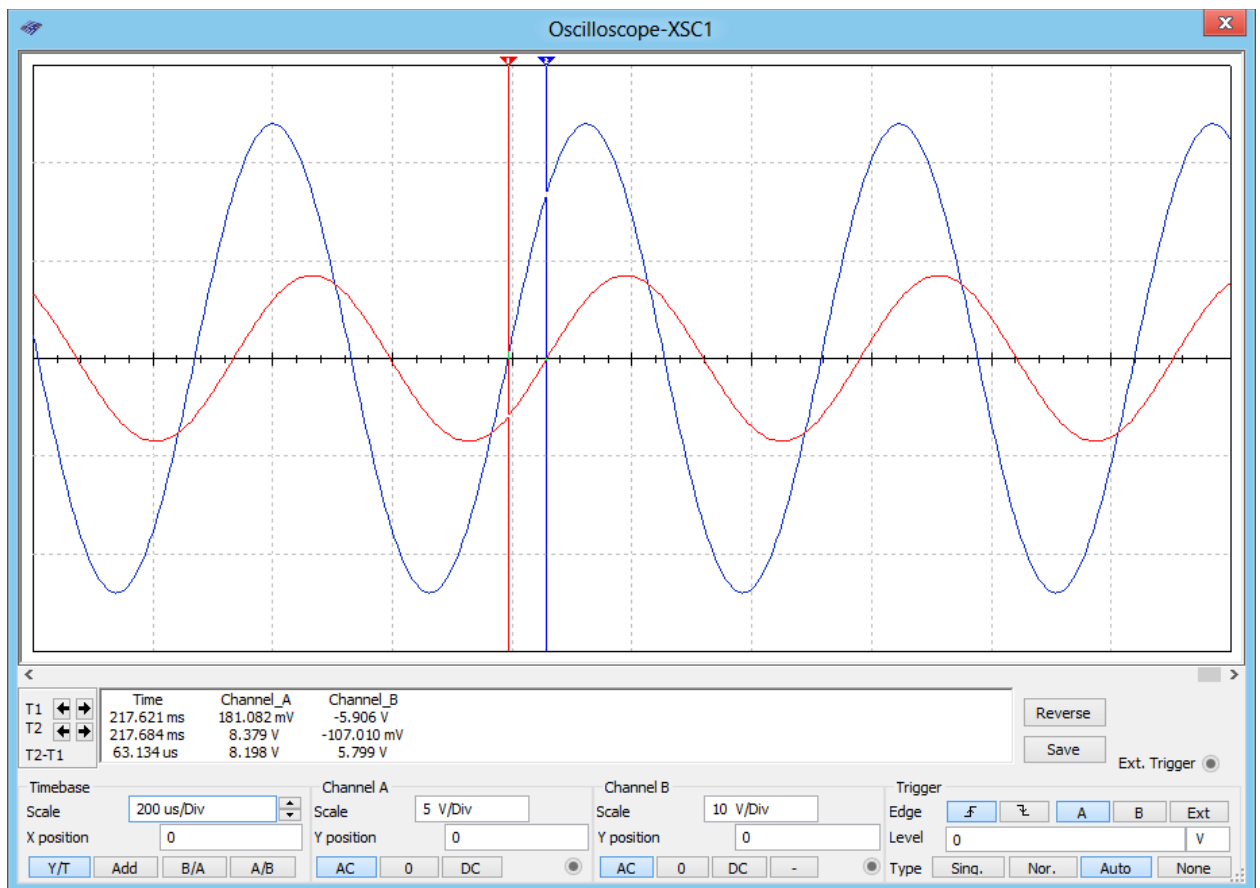 Oscilloscope-XSC1
x
1 2
< >
Time Channel_A Channel_B
T1 217.621 ms 181.082 mV -5.906 V
T2 217.684 ms 8.379 V -107.010 mV
T2-T1 63.134 us 8.198 V 5.799 V
Reverse
Save
Ext. Trigger
Timebase
Scale 200 us/Div
X position 0
Y/T Add B/A A/B
Channel A
Scale 5 V/Div
Y position 0
AC 0 DC
Channel B
Scale 10 V/Div
Y position 0
AC 0 DC -
Trigger
Edge A B Ext
Level 0 V
Type Sing. Nor. Auto None